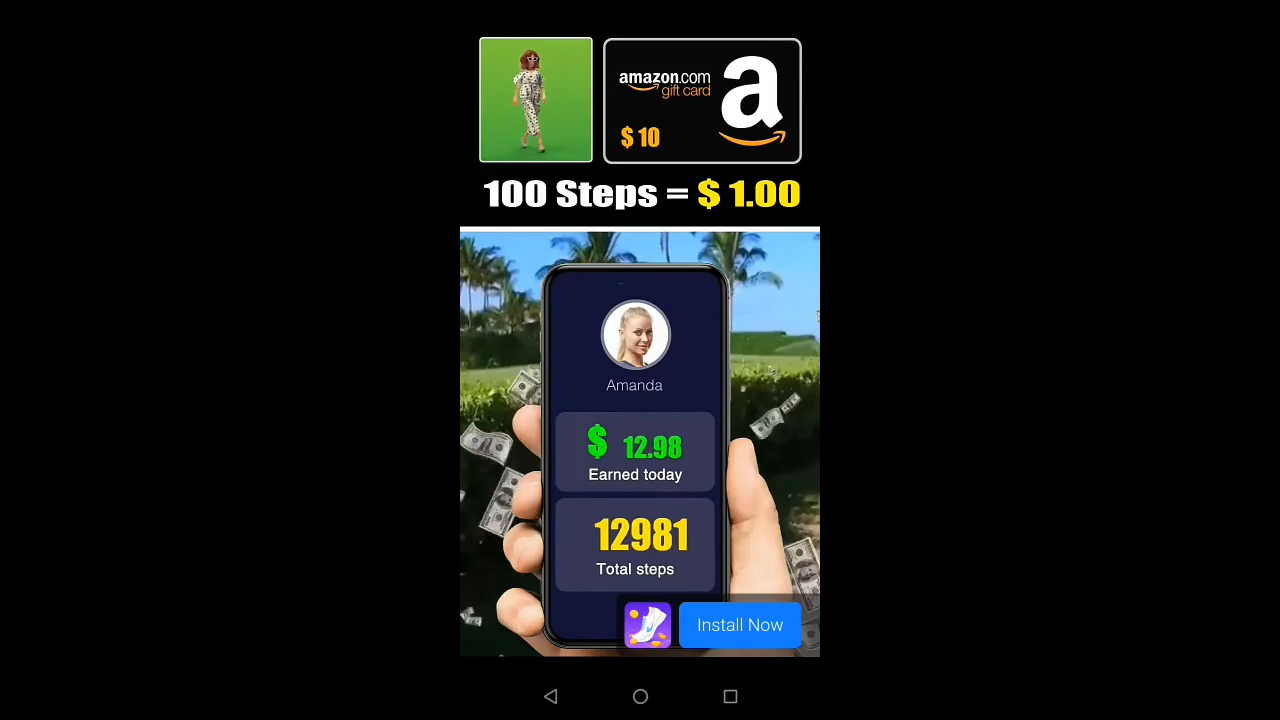 amazon.com
gift card
a
$ 10
100 Steps = $ 1.00
Amanda
$ 12.98
Earned today
12981
Total steps
Install Now